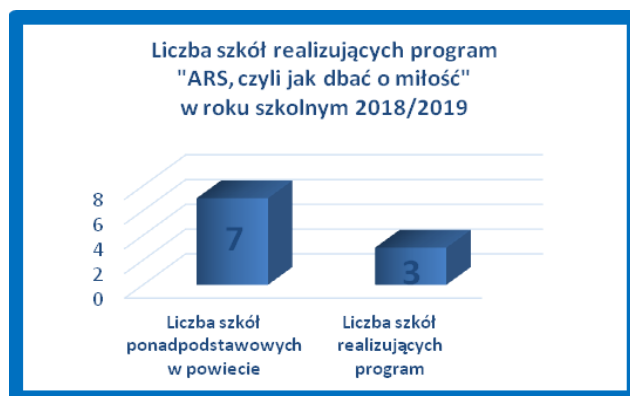 Liczba szkół realizujących program
"ARS, czyli jak dbać o miłość"
w roku szkolnym 2018/2019
8
6
4
2
0
7
3
Liczba szkół
ponadpodstawowych
w powiecie
Liczba szkół
realizujących
program